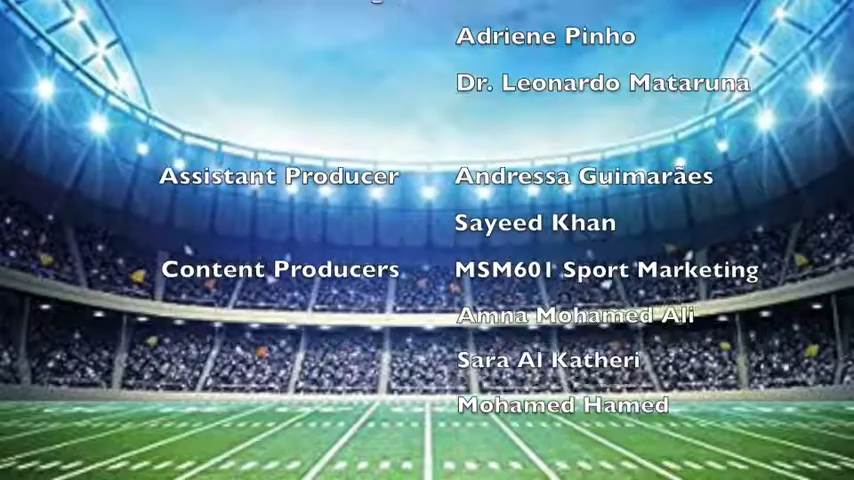 Adriene Pinho
Dr. Leonardo Mataruna
Assistant Producer Andressa Guimarães
Sayeed Khan
Content Producers MSM601 Sport Marketing
Amna Mohamed Ali
Sara Al Katheri
Mohamed Hamed